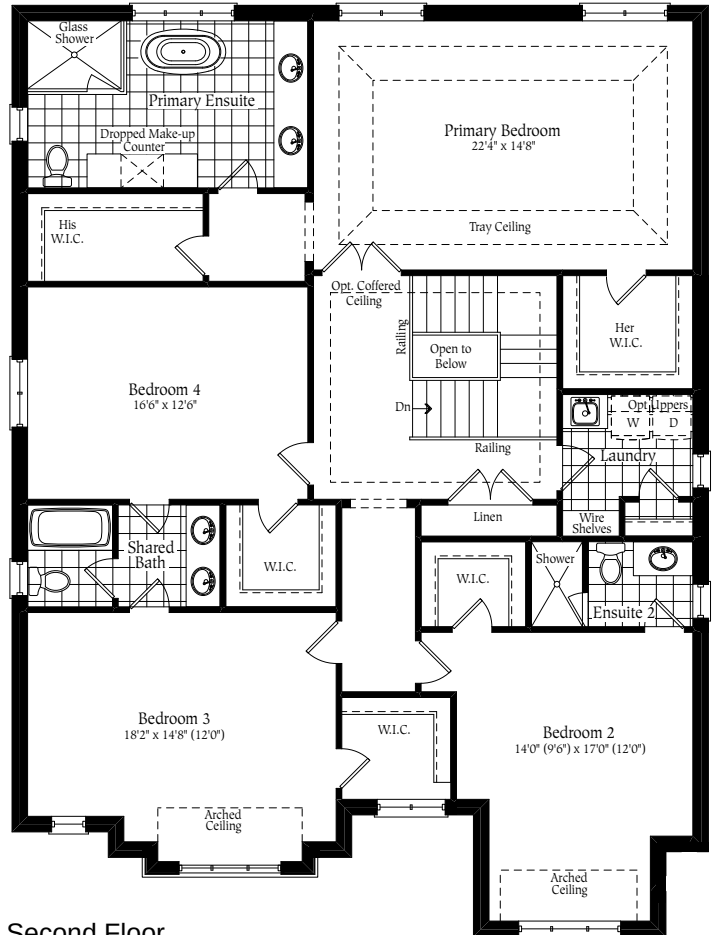 Glass
Shower
Primary Ensuite
Dropped Make-up
Counter
Primary Bedroom
22'4" x 14'8"
Tray Ceiling
His
W.I.C.
Opt. Coffered
Ceiling
Railing
Open to
Below
Her
W.I.C.
Bedroom 4
16'6" x 12'6"
Dn
Opt. Uppers
W
D
Railing
Laundry
Linen
Wire
Shelves
Shared
Bath
W.I.C.
W.I.C.
Shower
Ensuite 2
Bedroom 3
18'2" x 14'8" (12'0")
W.I.C.
Bedroom 2
14'0" (9'6") x 17'0" (12'0")
Arched
Ceiling
Arched
Ceiling
Second Floor